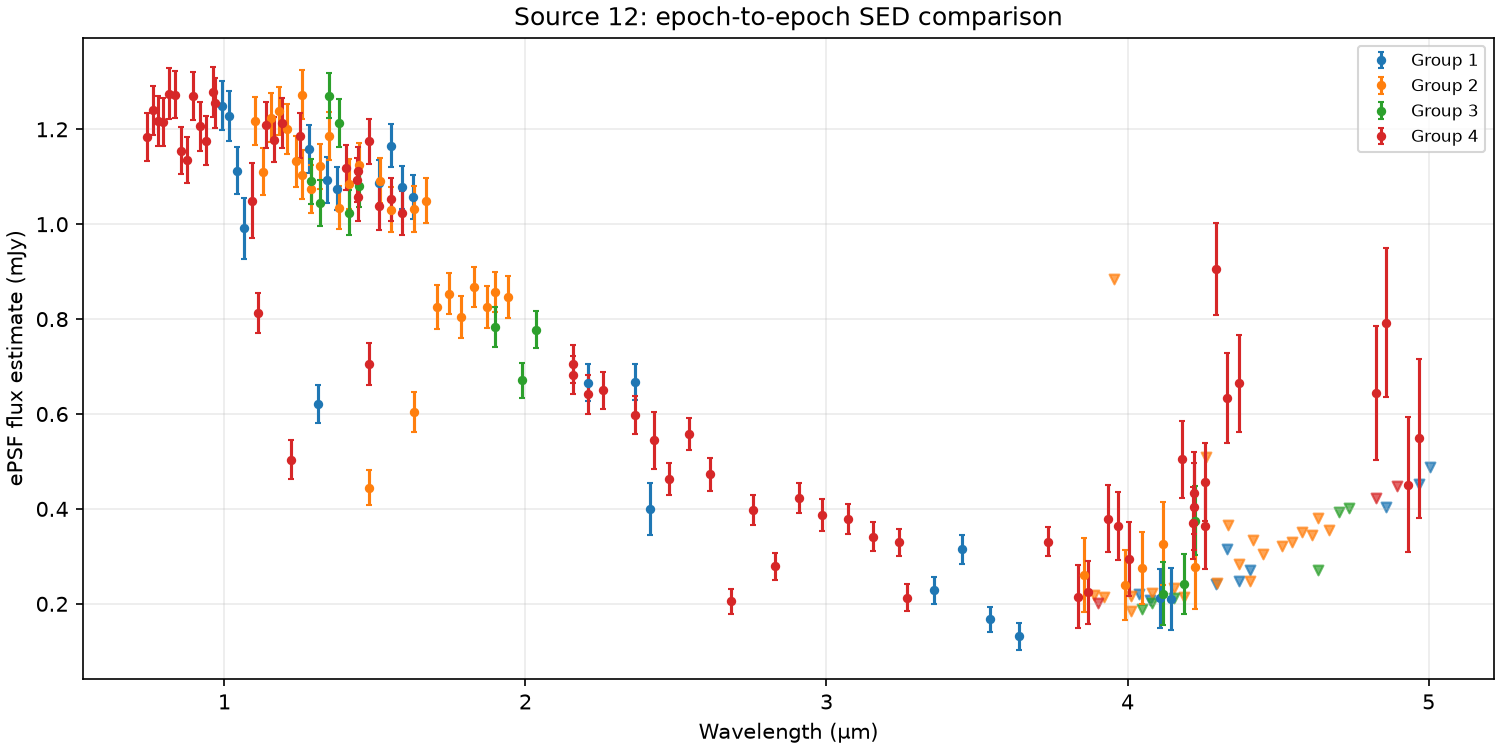 Source 12: epoch-to-epoch SED comparison
ePSF flux estimate (mJy)
1.2
1.0
0.8
0.6
0.4
0.2
Group 1
Group 2
Group 3
Group 4
1 2 3 4 5
Wavelength (μm)